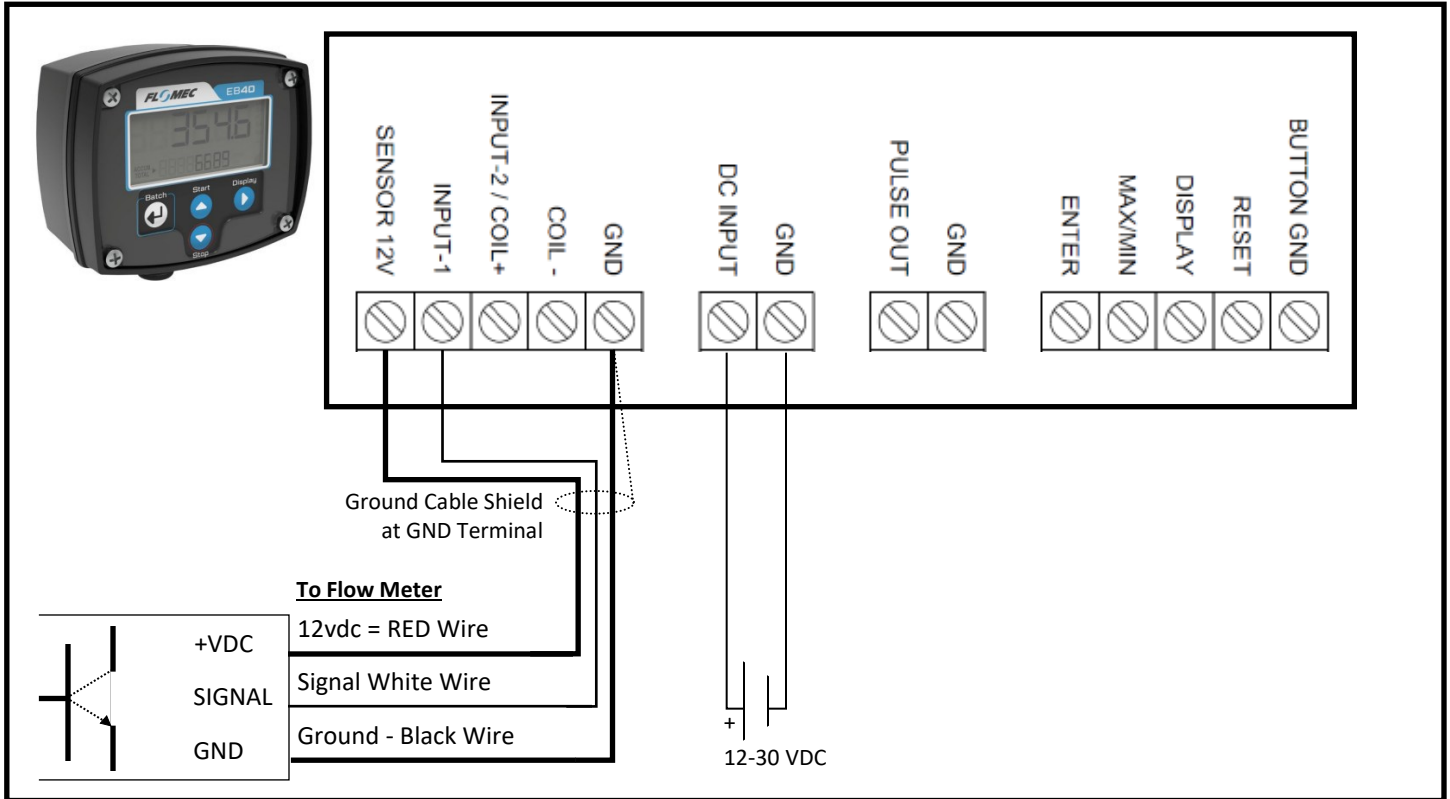 FLOMEC EB40
354.6
6689
Batch
Start
Display
Stop
SENSOR 12V
INPUT-1
INPUT-2 / COIL+
COIL -
GND
DC INPUT
GND
PULSE OUT
GND
ENTER
MAX/MIN
DISPLAY
RESET
BUTTON GND
Ground Cable Shield
at GND Terminal
To Flow Meter
12vdc = RED Wire
Signal White Wire
Ground - Black Wire
+VDC
SIGNAL
GND
+
12-30 VDC